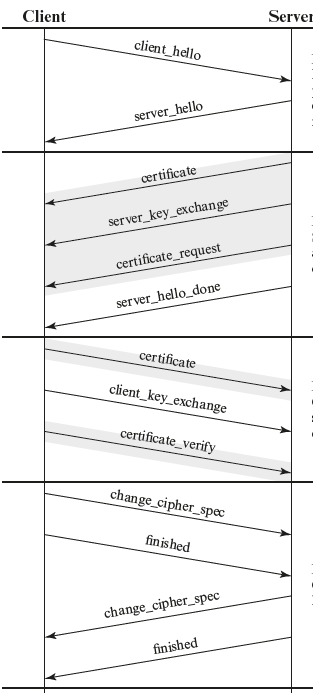 Client Server
client_hello
server_hello
certificate
server_key_exchange
certificate_request
server_hello_done
certificate
client_key_exchange
certificate_verify
change_cipher_spec
finished
change_cipher_spec
finished